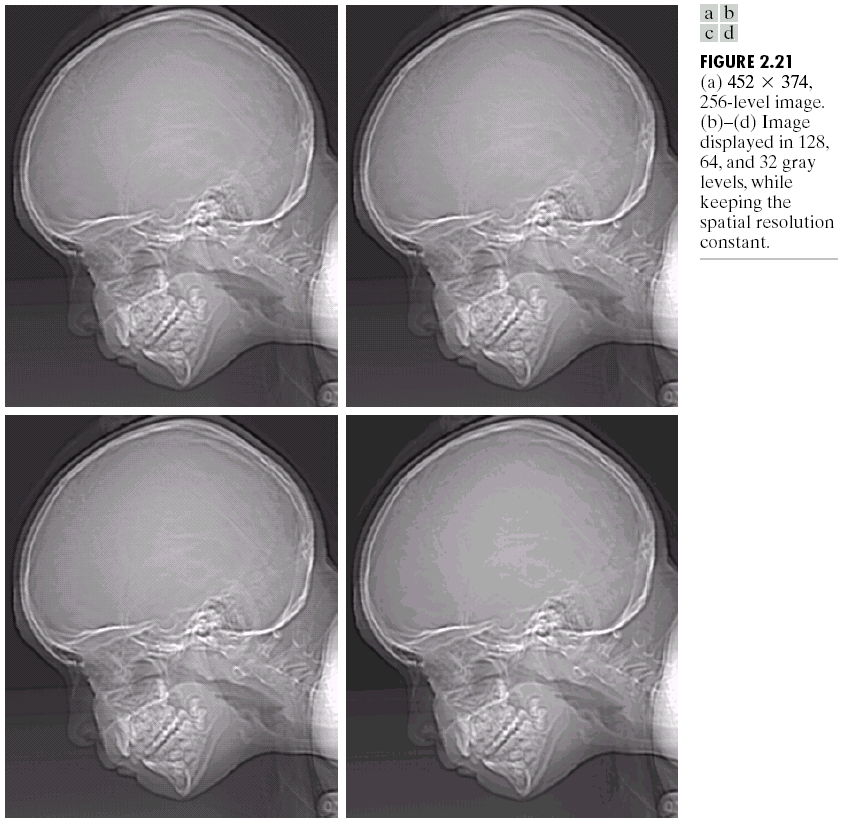 a b
c d
FIGURE 2.21
(a) 452 × 374,
256-level image.
(b)–(d) Image
displayed in 128,
64, and 32 gray
levels, while
keeping the
spatial resolution
constant.